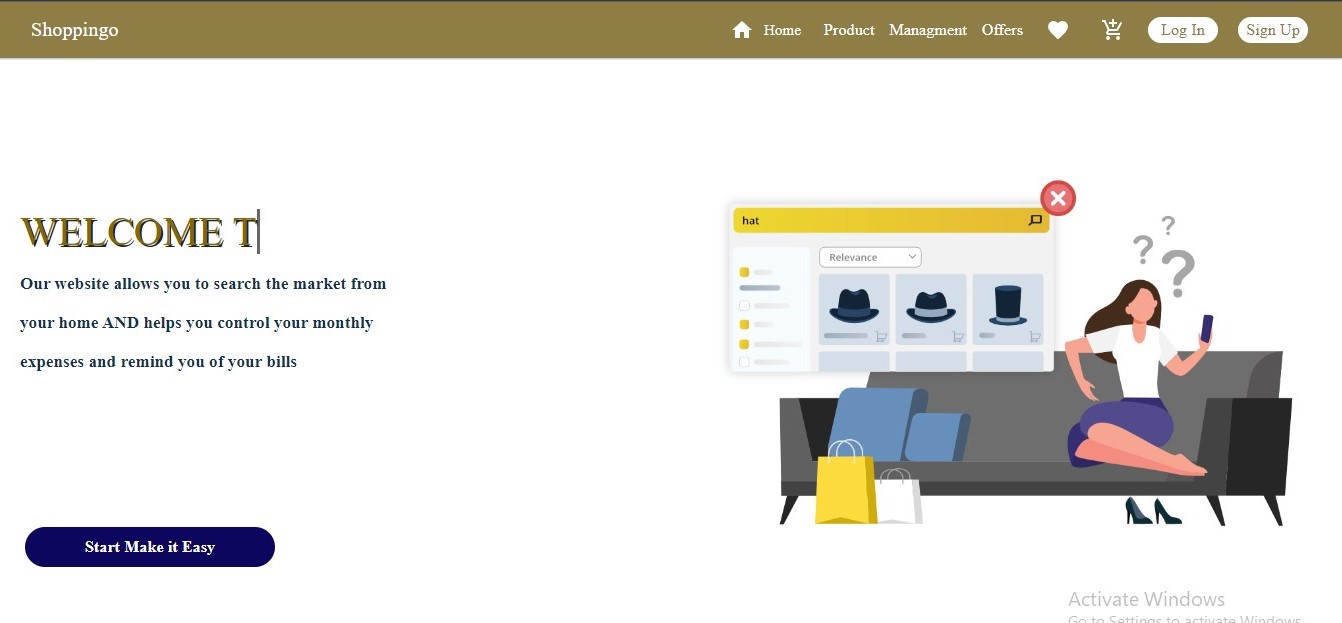 Shoppingo
Home Product Managment Offers Log In Sign Up
WELCOME T
Our website allows you to search the market from
your home AND helps you control your monthly
expenses and remind you of your bills
Start Make it Easy
hat
Relevance
? ? ?
Activate Windows
Go to Settings to activate Windows.